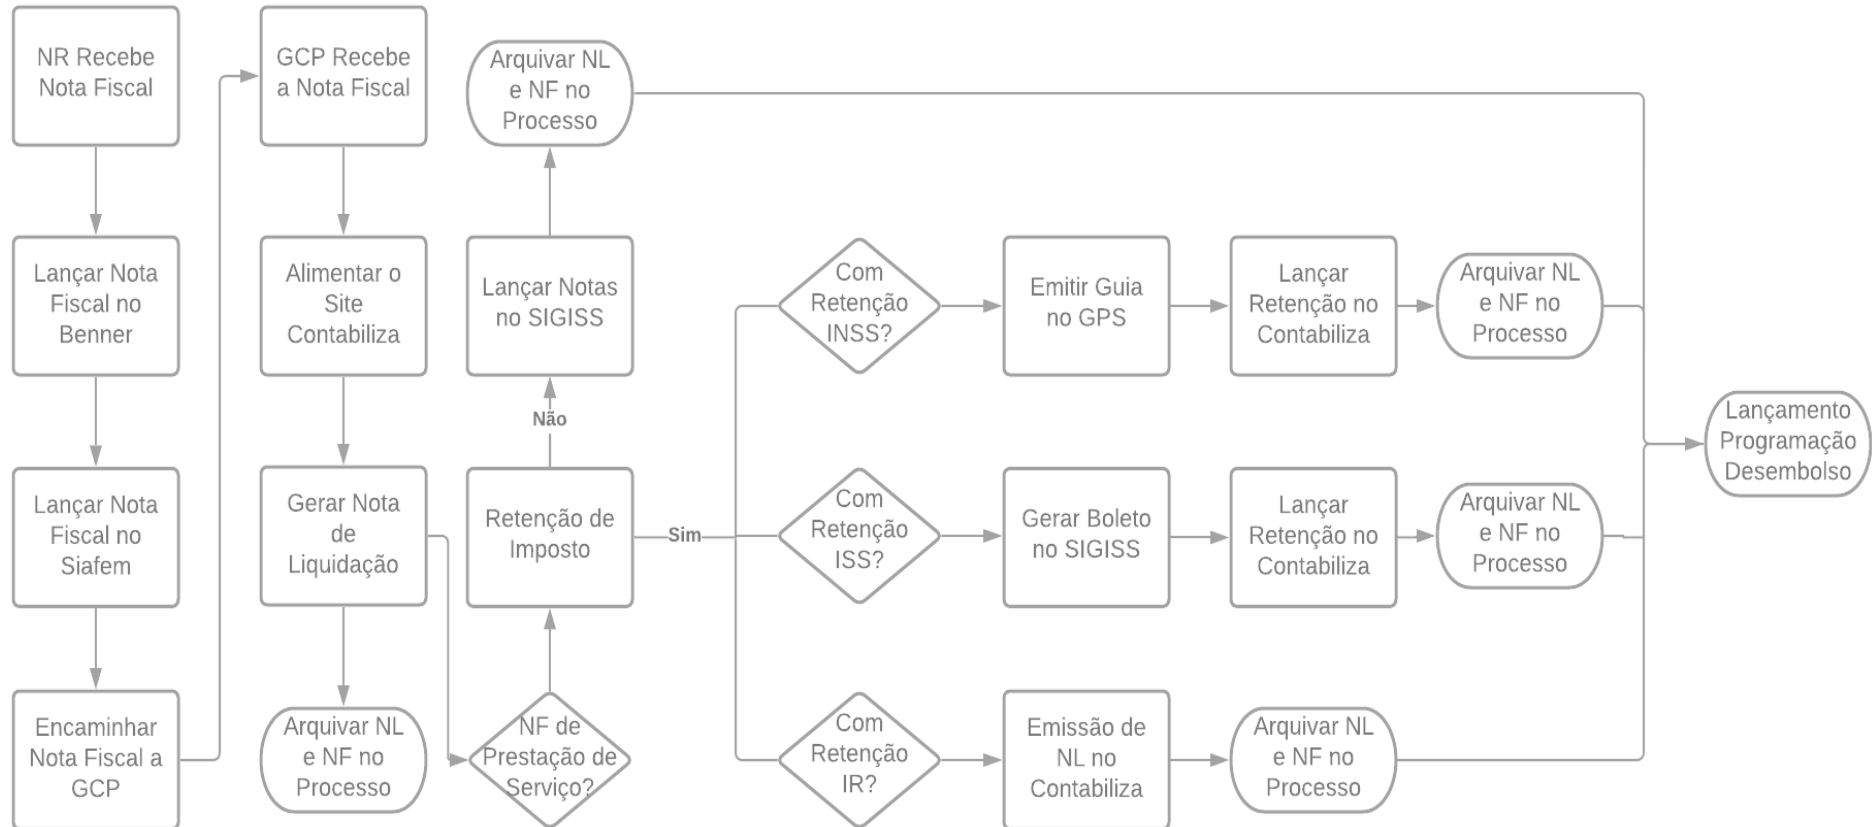 NR Recebe
Nota Fiscal
Lançar Nota
Fiscal no
Benner
Lançar Nota
Fiscal no
Siafem
Encaminhar
Nota Fiscal a
GCP
GCP Recebe
a Nota Fiscal
Alimentar o
Site
Contabiliza
Gerar Nota
de
Liquidação
Arquivar NL
e NF no
Processo
NF de
Prestação de
Serviço?
Retenção de
Imposto
Não
Lançar Notas
no SIGISS
Arquivar NL
e NF no
Processo
Sim
Com
Retenção
INSS?
Emitir Guia
no GPS
Lançar
Retenção no
Contabiliza
Arquivar NL
e NF no
Processo
Com
Retenção
ISS?
Gerar Boleto
no SIGISS
Lançar
Retenção no
Contabiliza
Arquivar NL
e NF no
Processo
Com
Retenção
IR?
Emissão de
NL no
Contabiliza
Arquivar NL
e NF no
Processo
Lançamento
Programação
Desembolso